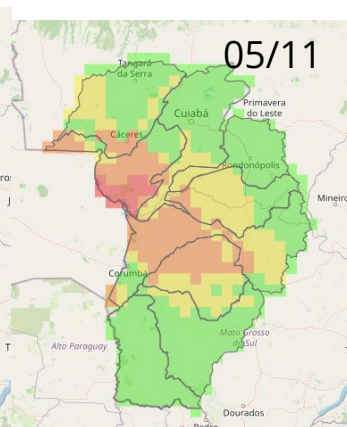 05/11
Tangará
da Serra
Cuiabá
Primavera
do Leste
Cáceres
Rondonópolis
Mineiro
Corumbá
Alto Paraguay
Mato Grosso
do Sul
Dourados
Pedro